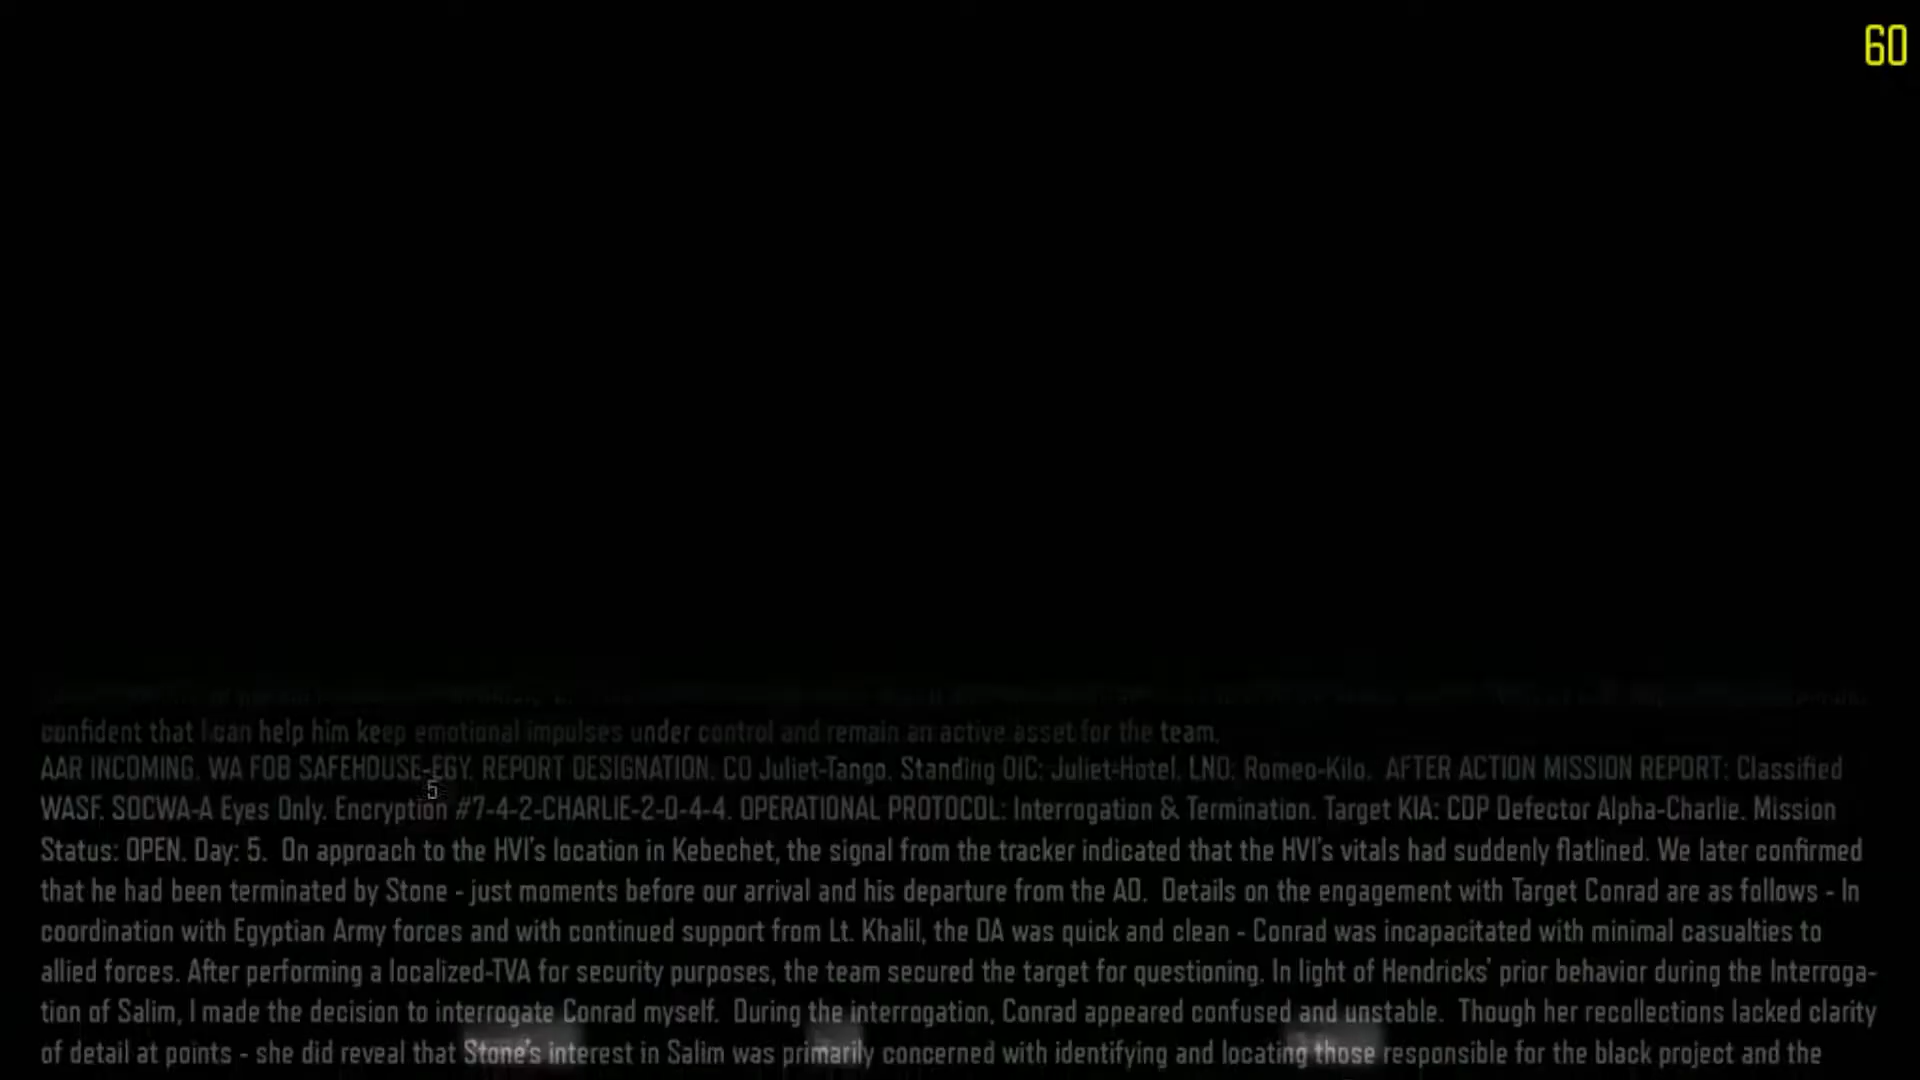 60
confident that I can help him keep emotional impulses under control and remain an active asset for the team.
AAR INCOMING. WA FOB SAFEHOUSE-EGY. REPORT DESIGNATION. CO Juliet-Tango. Standing OIC: Juliet-Hotel. LNO: Romeo-Kilo. AFTER ACTION MISSION REPORT: Classified
5
WASF. SOCWA-A Eyes Only. Encryption #7-4-2-CHARLIE-2-0-4-4. OPERATIONAL PROTOCOL: Interrogation & Termination. Target KIA: CDP Defector Alpha-Charlie. Mission
Status: OPEN. Day: 5. On approach to the HVI's location in Kebechet, the signal from the tracker indicated that the HVI's vitals had suddenly flatlined. We later confirmed
that he had been terminated by Stone - just moments before our arrival and his departure from the AO. Details on the engagement with Target Conrad are as follows - In
coordination with Egyptian Army forces and with continued support from Lt. Khalil, the DA was quick and clean - Conrad was incapacitated with minimal casualties to
allied forces. After performing a localized-TVA for security purposes, the team secured the target for questioning. In light of Hendricks' prior behavior during the Interroga-
tion of Salim, I made the decision to interrogate Conrad myself. During the interrogation, Conrad appeared confused and unstable. Though her recollections lacked clarity
of detail at points - she did reveal that Stone's interest in Salim was primarily concerned with identifying and locating those responsible for the black project and the